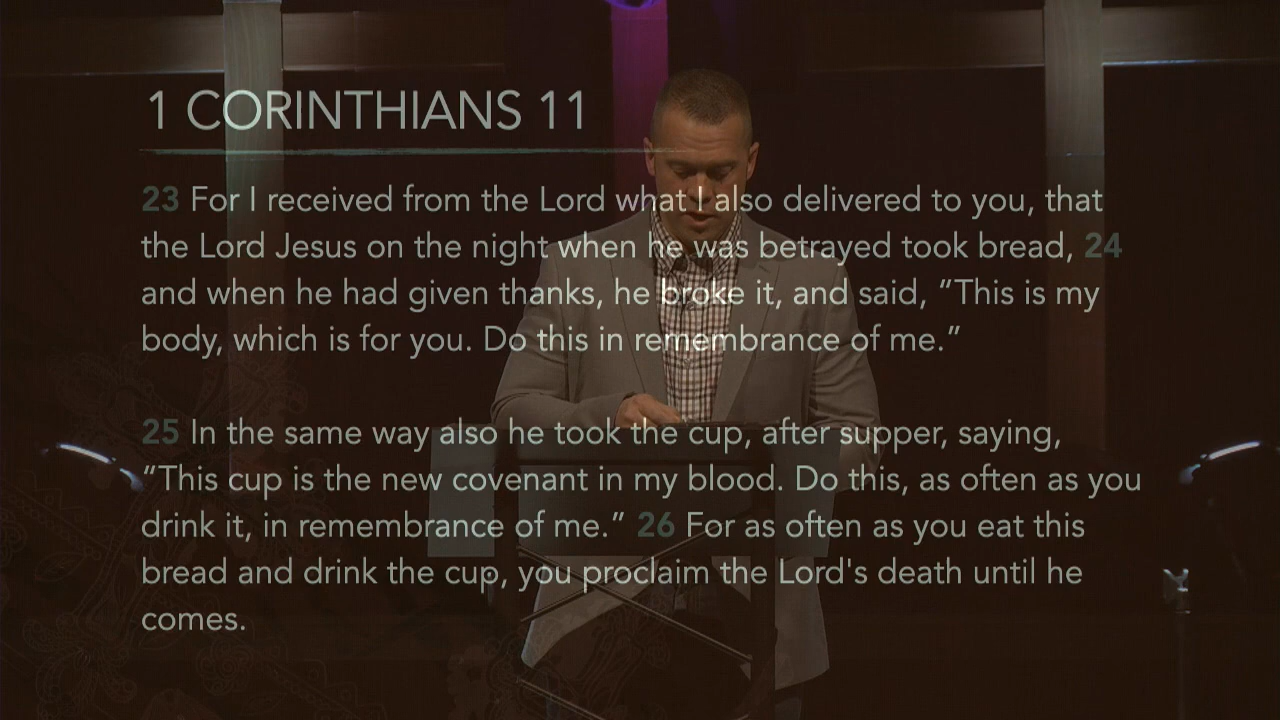 1 CORINTHIANS 11
23 For I received from the Lord what I also delivered to you, that
the Lord Jesus on the night when he was betrayed took bread, 24
and when he had given thanks, he broke it, and said, “This is my
body, which is for you. Do this in remembrance of me.”
25 In the same way also he took the cup, after supper, saying,
“This cup is the new covenant in my blood. Do this, as often as you
drink it, in remembrance of me.” 26 For as often as you eat this
bread and drink the cup, you proclaim the Lord's death until he
comes.